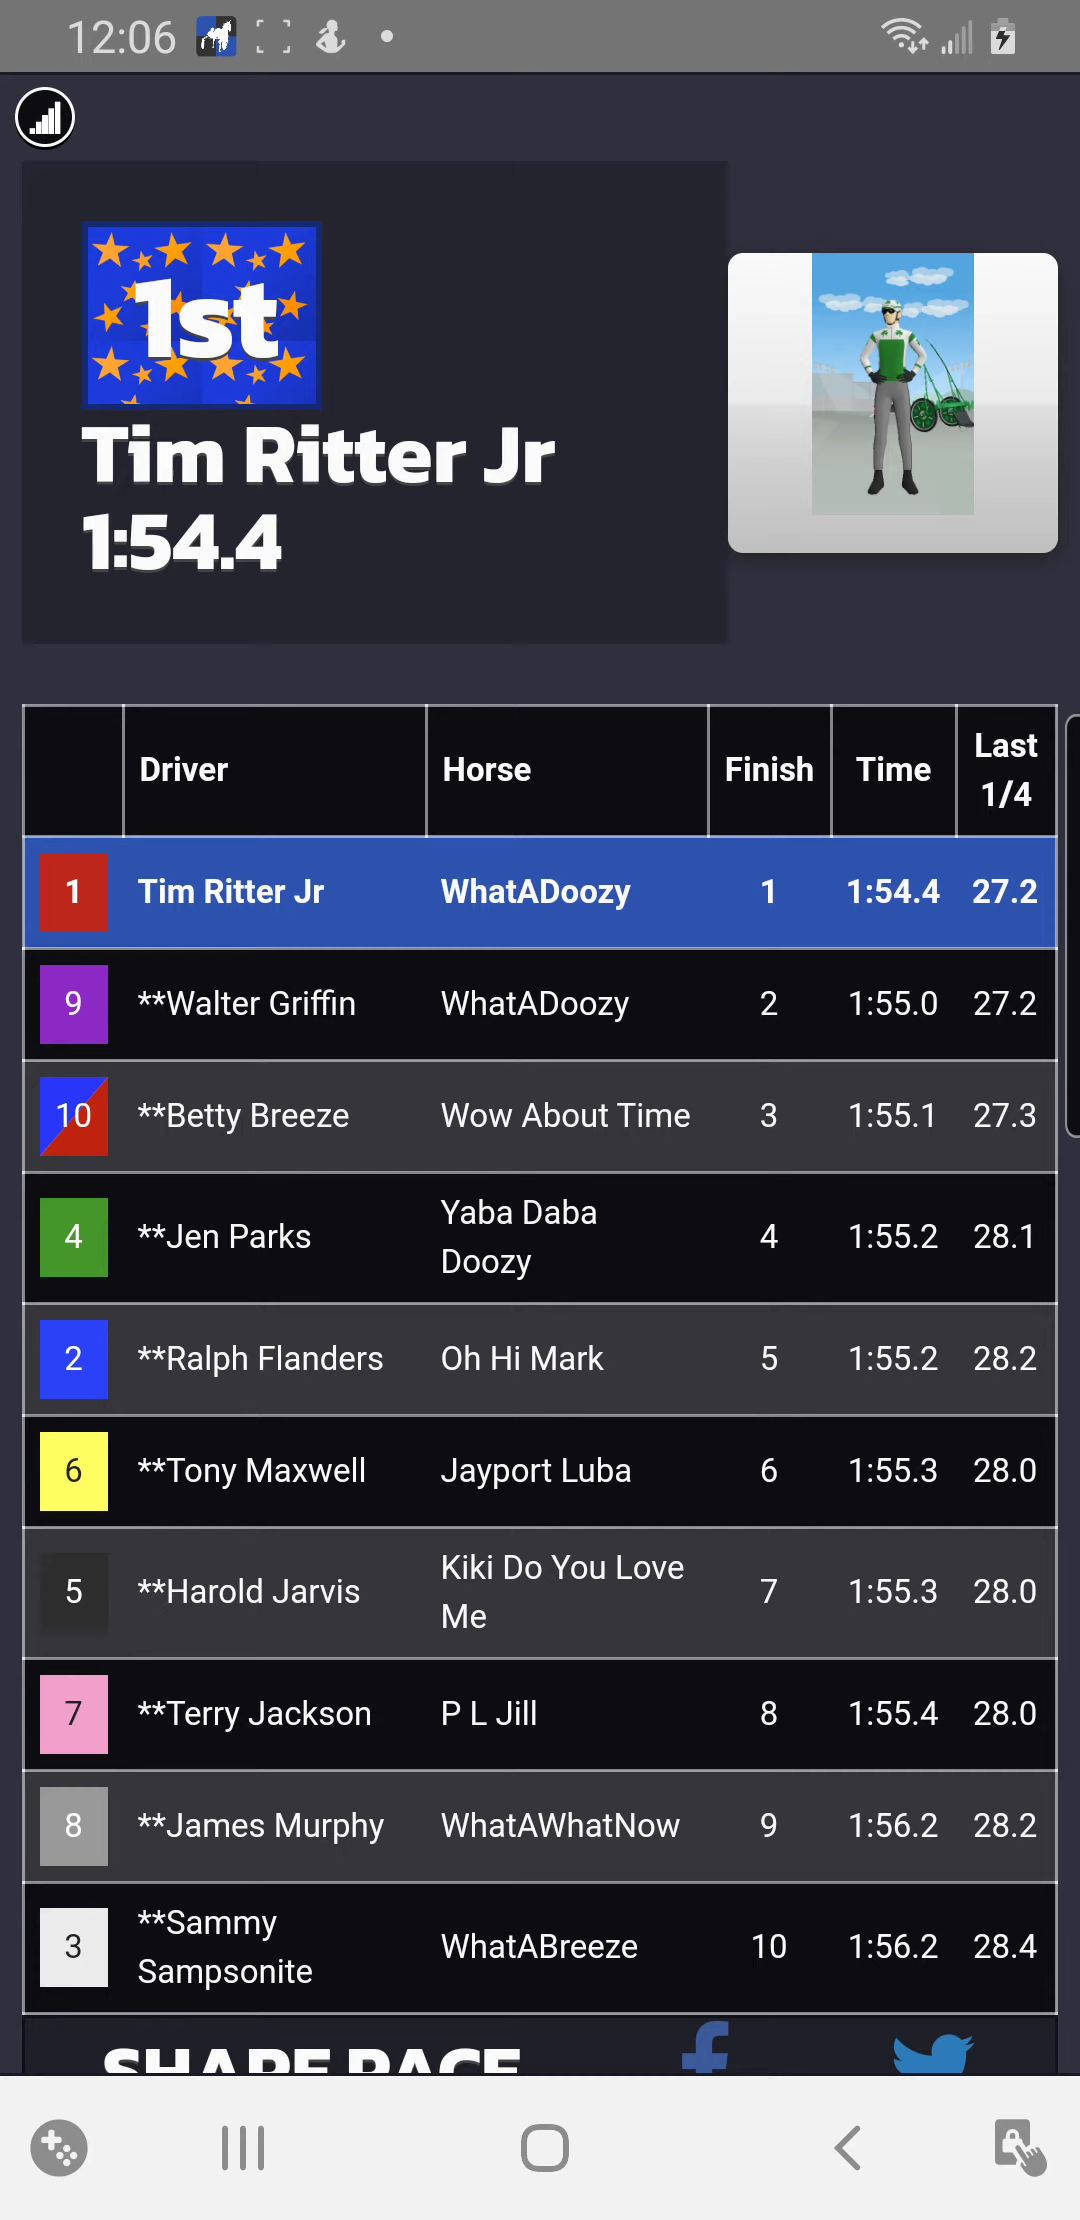 12:06
1st
Tim Ritter Jr
1:54.4
Driver Horse Finish Time Last 1/4
1 Tim Ritter Jr WhatADoozy 1 1:54.4 27.2
9 **Walter Griffin WhatADoozy 2 1:55.0 27.2
10 **Betty Breeze Wow About Time 3 1:55.1 27.3
4 **Jen Parks Yaba Daba Doozy 4 1:55.2 28.1
2 **Ralph Flanders Oh Hi Mark 5 1:55.2 28.2
6 **Tony Maxwell Jayport Luba 6 1:55.3 28.0
5 **Harold Jarvis Kiki Do You Love Me 7 1:55.3 28.0
7 **Terry Jackson P L Jill 8 1:55.4 28.0
8 **James Murphy WhatAWhatNow 9 1:56.2 28.2
3 **Sammy Sampsonite WhatABreeze 10 1:56.2 28.4
SHARE RACE